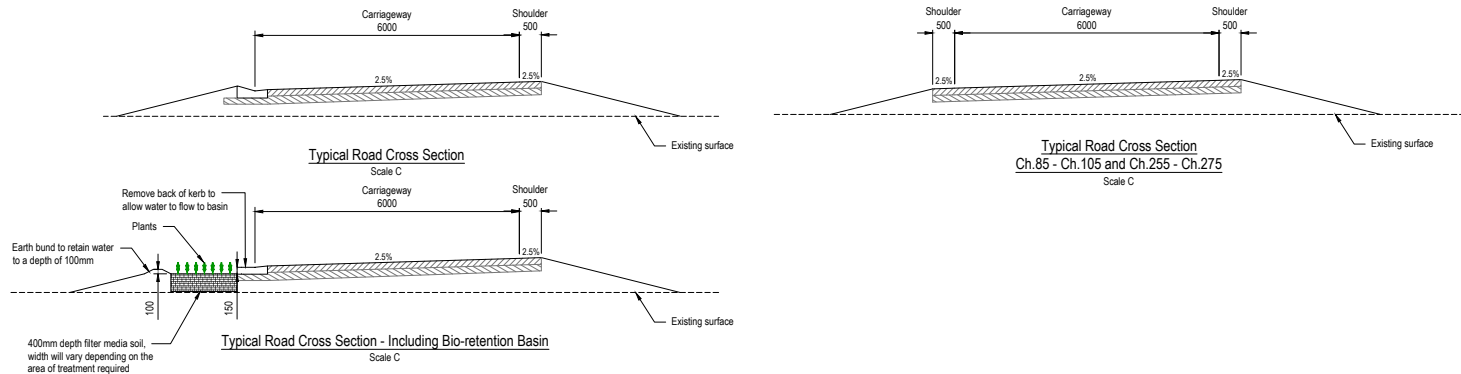 Carriageway
Shoulder
6000
500
2.5%
2.5%
Existing surface
Typical Road Cross Section
Scale C
Shoulder
Carriageway
Shoulder
500
6000
500
2.5%
2.5%
2.5%
Existing surface
Typical Road Cross Section
Ch.85 - Ch.105 and Ch.255 - Ch.275
Scale C
Remove back of kerb to
allow water to flow to basin
Plants
Earth bund to retain water
to a depth of 100mm
Carriageway
Shoulder
6000
500
2.5%
2.5%
100
150
Existing surface
400mm depth filter media soil,
width will vary depending on the
area of treatment required
Typical Road Cross Section - Including Bio-retention Basin
Scale C